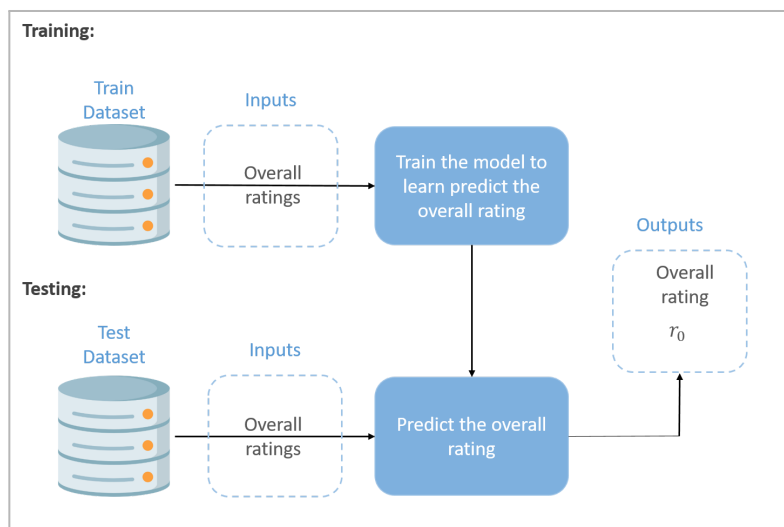 Training:
Train
Dataset
Inputs
Overall
ratings
Train the model to
learn predict the
overall rating
Outputs
Overall
rating
r₀
Testing:
Test
Dataset
Inputs
Overall
ratings
Predict the overall
rating